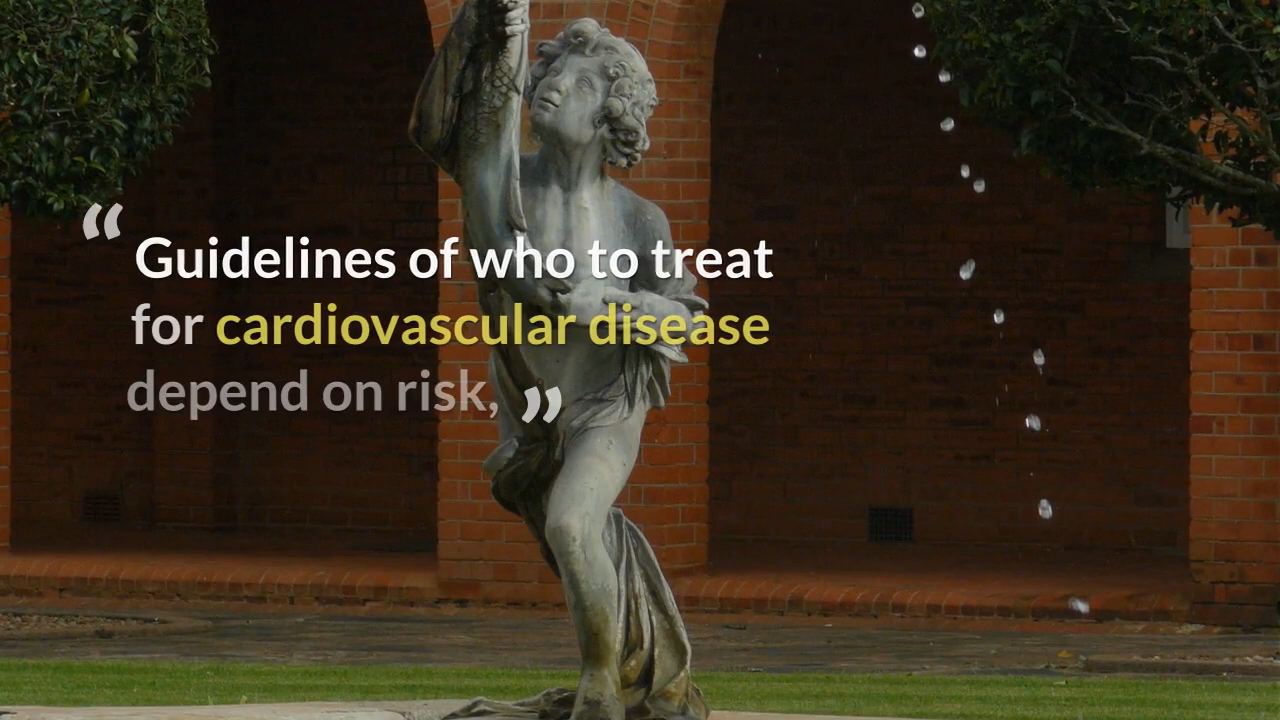 “Guidelines of who to treat
for cardiovascular disease
depend on risk,”